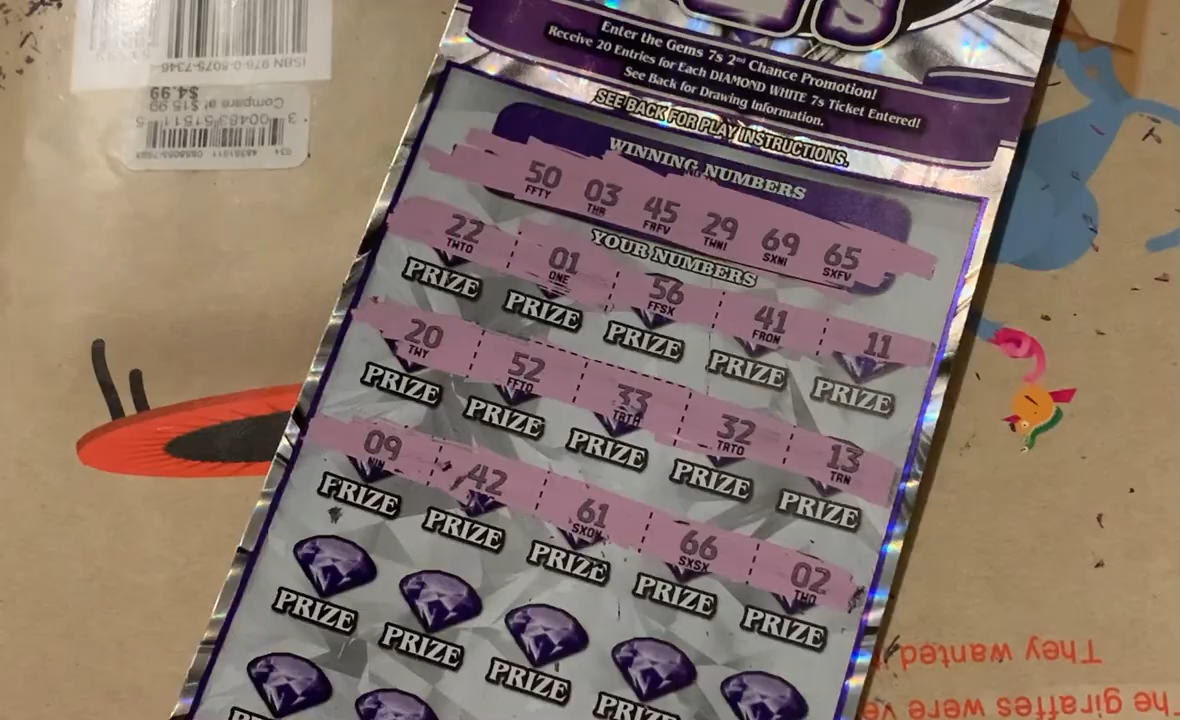 7s
Enter the Gems 7s 2nd Chance Promotion!
Receive 20 Entries for Each DIAMOND WHITE 7s Ticket Entered!
See Back for Drawing Information.
SEE BACK FOR PLAY INSTRUCTIONS.
WINNING NUMBERS
50 03 45 29 69 65
FFTY THR FRFV TWNI SXNI SXFV
YOUR NUMBERS
22 01 56 41 11
TWTO ONE FFSX FRON
PRIZE PRIZE PRIZE PRIZE PRIZE
20 52 33 32 13
TWY FFTO TRTH TRTO TRN
PRIZE PRIZE PRIZE PRIZE PRIZE
09 42 61 66 02
NIN SXON SXSX TWO
PRIZE PRIZE PRIZE PRIZE PRIZE
PRIZE PRIZE PRIZE
ISBN 978-0-8075-7346-
Compare at $15.99
$4.99
They wanted
The giraffes were ve